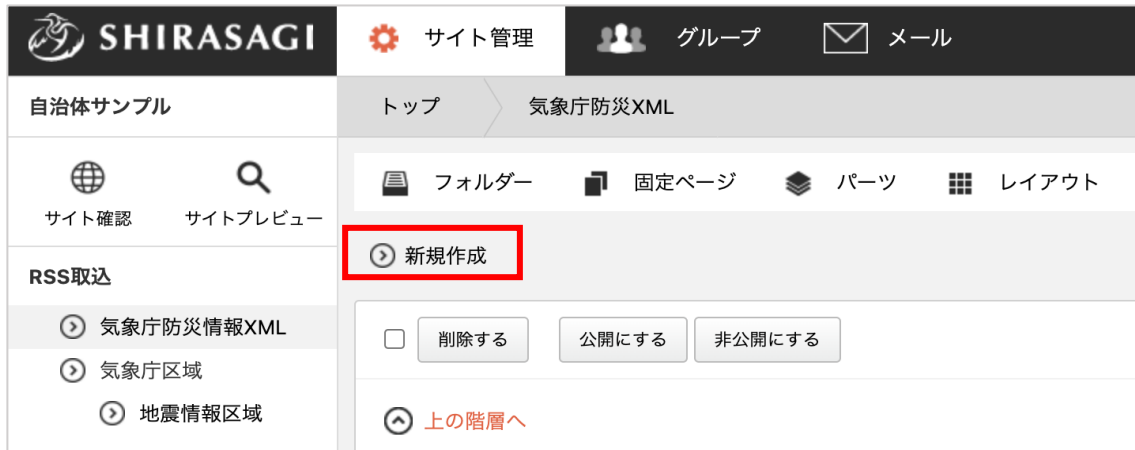 SHIRASAGI サイト管理 グループ メール
自治体サンプル トップ 気象庁防災XML
フォルダー 固定ページ パーツ レイアウト
サイト確認 サイトプレビュー
新規作成
RSS取込
気象庁防災情報XML
削除する 公開にする 非公開にする
気象庁区域
地震情報区域
上の階層へ